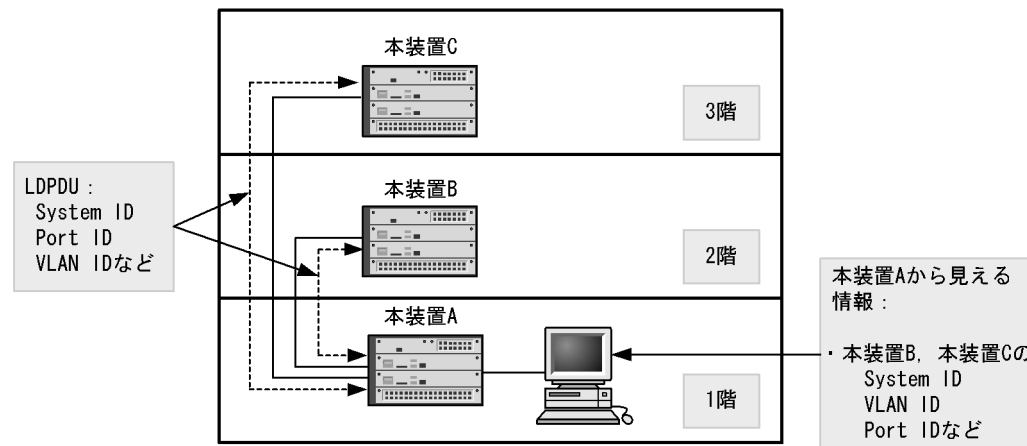 本装置C
3階
LDPDU：
System ID
Port ID
VLAN IDなど
本装置B
2階
本装置A
1階
本装置Aから見える
情報：
・本装置B，本装置Cの
System ID
VLAN ID
Port IDなど